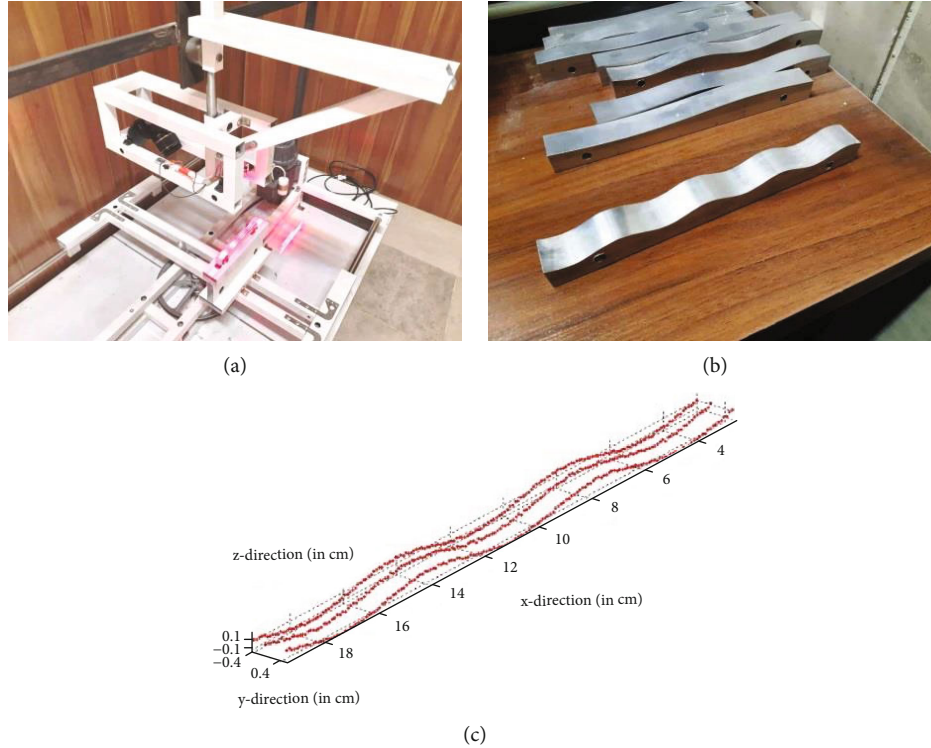 (a)
(b)
4
6
8
10
z-direction (in cm)
12
14
x-direction (in cm)
16
0.1
−0.1
18
−0.4
0.4
y-direction (in cm)
(c)